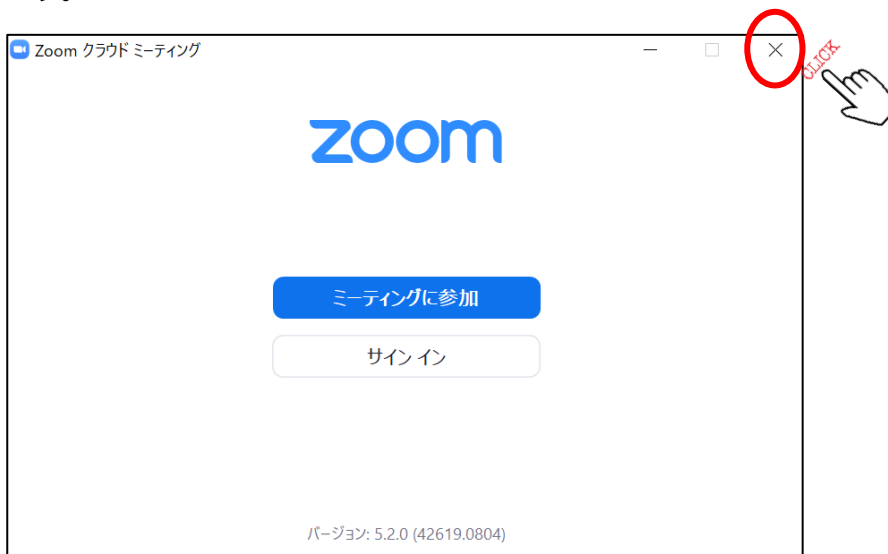 Zoom クラウド ミーティング
CLICK
zoom
ミーティングに参加
サイン イン
バージョン: 5.2.0 (42619.0804)